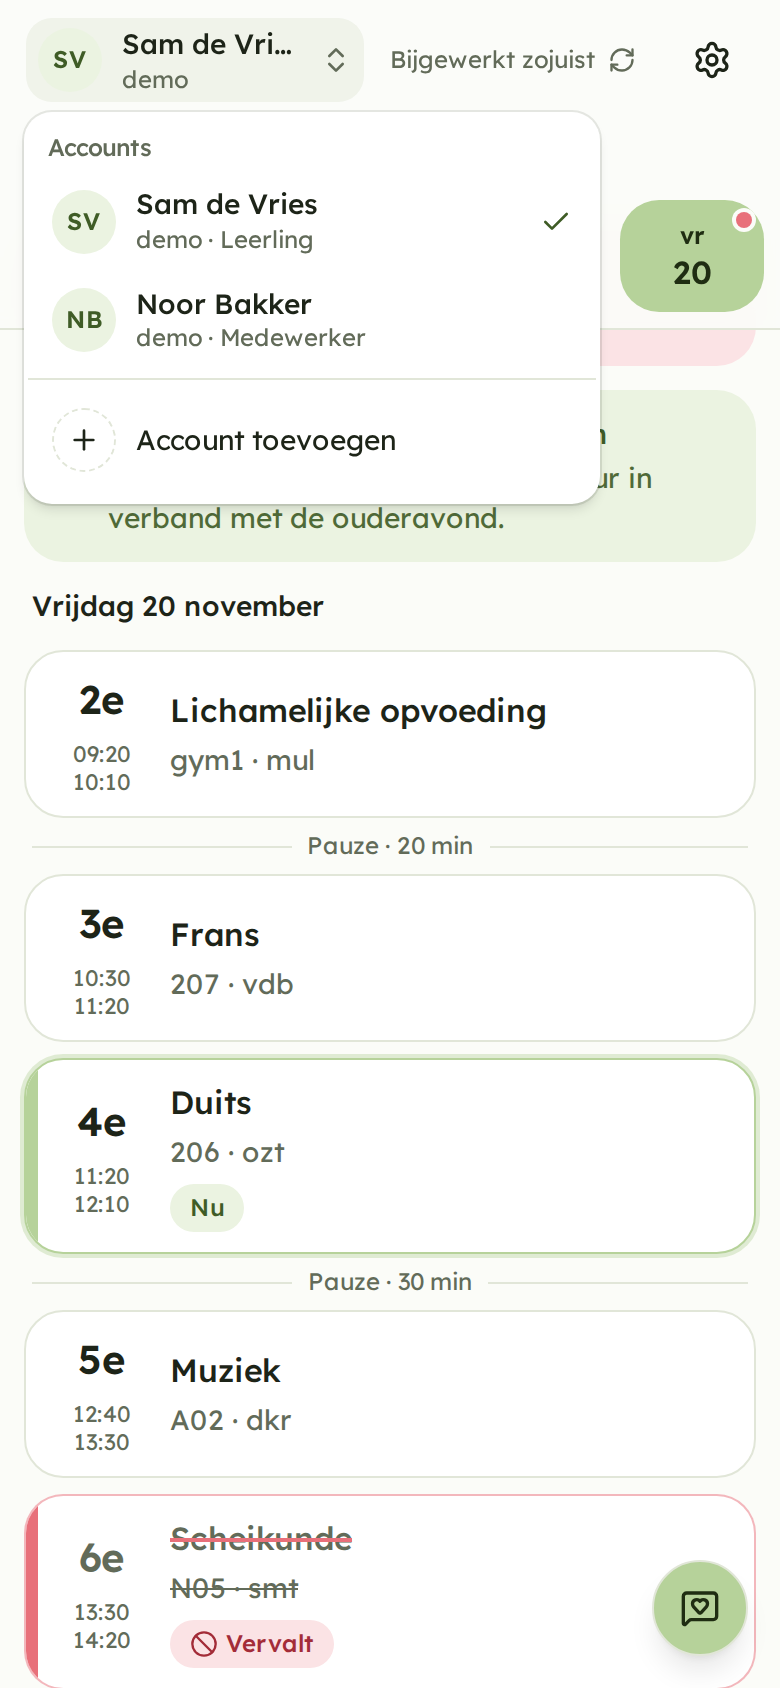 SV
Sam de Vri...
demo
Bijgewerkt zojuist
Accounts
SV
Sam de Vries
demo · Leerling
NB
Noor Bakker
demo · Medewerker
Account toevoegen
vr
20
in
verband met de ouderavond.
Vrijdag 20 november
2e
09:20
10:10
Lichamelijke opvoeding
gym1 · mul
Pauze · 20 min
3e
10:30
11:20
Frans
207 · vdb
4e
11:20
12:10
Duits
206 · ozt
Nu
Pauze · 30 min
5e
12:40
13:30
Muziek
A02 · dkr
6e
13:30
14:20
Scheikunde
N05 · smt
Vervalt